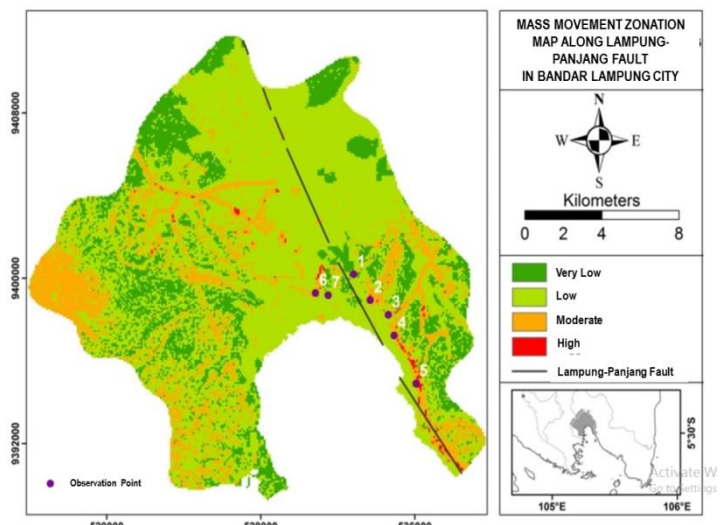 MASS MOVEMENT ZONATION
MAP ALONG LAMPUNG-
PANJANG FAULT
IN BANDAR LAMPUNG CITY
N
W E
S
Kilometers
0 2 4 8
Very Low
Low
Moderate
High
Lampung-Panjang Fault
5°30'S
105°E 106°E
Activate W
Go to Settings
9408000
9400000
9392000
1
2
3
4
5
6 7
Observation Point